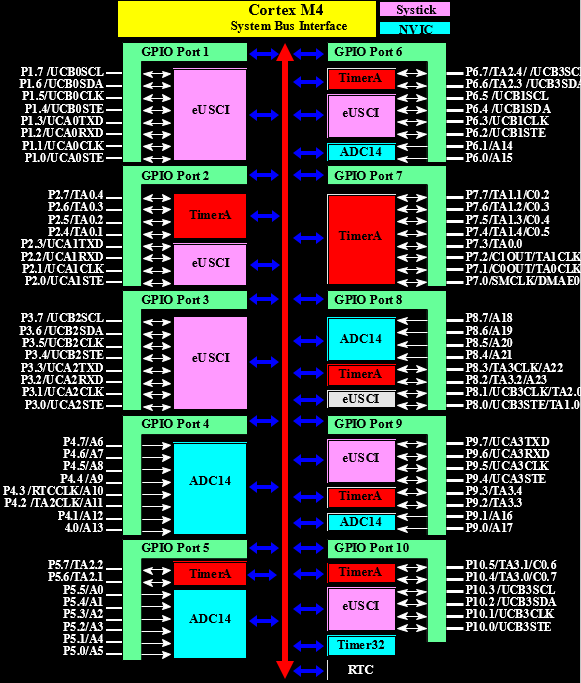 Cortex M4
System Bus Interface
Systick
NVIC
GPIO Port 1
P1.7 /UCB0SCL
P1.6/UCB0SDA
P1.5/UCB0CLK
P1.4/UCB0STE
P1.3/UCA0TXD
P1.2/UCA0RXD
P1.1/UCA0CLK
P1.0/UCA0STE
eUSCI
GPIO Port 2
P2.7/TA0.4
P2.6/TA0.3
P2.5/TA0.2
P2.4/TA0.1
P2.3/UCA1TXD
P2.2/UCA1RXD
P2.1/UCA1CLK
P2.0/UCA1STE
TimerA
eUSCI
GPIO Port 3
P3.7 /UCB2SCL
P3.6/UCB2SDA
P3.5/UCB2CLK
P3.4/UCB2STE
P3.3/UCA2TXD
P3.2/UCA2RXD
P3.1/UCA2CLK
P3.0/UCA2STE
eUSCI
GPIO Port 4
P4.7/A6
P4.6/A7
P4.5/A8
P4.4/A9
P4.3 /RTCCLK/A10
P4.2 /TA2CLK/A11
P4.1/A12
4.0/A13
ADC14
GPIO Port 5
P5.7/TA2.2
P5.6/TA2.1
P5.5/A0
P5.4/A1
P5.3/A2
P5.2/A3
P5.1/A4
P5.0/A5
TimerA
ADC14
GPIO Port 6
TimerA
eUSCI
ADC14
P6.7/TA2.4/ /UCB3SCL
P6.6/TA2.3 /UCB3SDA
P6.5 /UCB1SCL
P6.4 /UCB1SDA
P6.3/UCB1CLK
P6.2/UCB1STE
P6.1/A14
P6.0/A15
GPIO Port 7
TimerA
P7.7/TA1.1/C0.2
P7.6/TA1.2/C0.3
P7.5/TA1.3/C0.4
P7.4/TA1.4/C0.5
P7.3/TA0.0
P7.2/C1OUT/TA1CLK
P7.1/C0OUT/TA0CLK
P7.0/SMCLK/DMAE0
GPIO Port 8
ADC14
TimerA
eUSCI
P8.7/A18
P8.6/A19
P8.5/A20
P8.4/A21
P8.3/TA3CLK/A22
P8.2/TA3.2/A23
P8.1/UCB3CLK/TA2.0
P8.0/UCB3STE/TA1.0
GPIO Port 9
eUSCI
TimerA
ADC14
P9.7/UCA3TXD
P9.6/UCA3RXD
P9.5/UCA3CLK
P9.4/UCA3STE
P9.3/TA3.4
P9.2/TA3.3
P9.1/A16
P9.0/A17
GPIO Port 10
TimerA
eUSCI
Timer32
RTC
P10.5/TA3.1/C0.6
P10.4/TA3.0/C0.7
P10.3 /UCB3SCL
P10.2 /UCB3SDA
P10.1/UCB3CLK
P10.0/UCB3STE